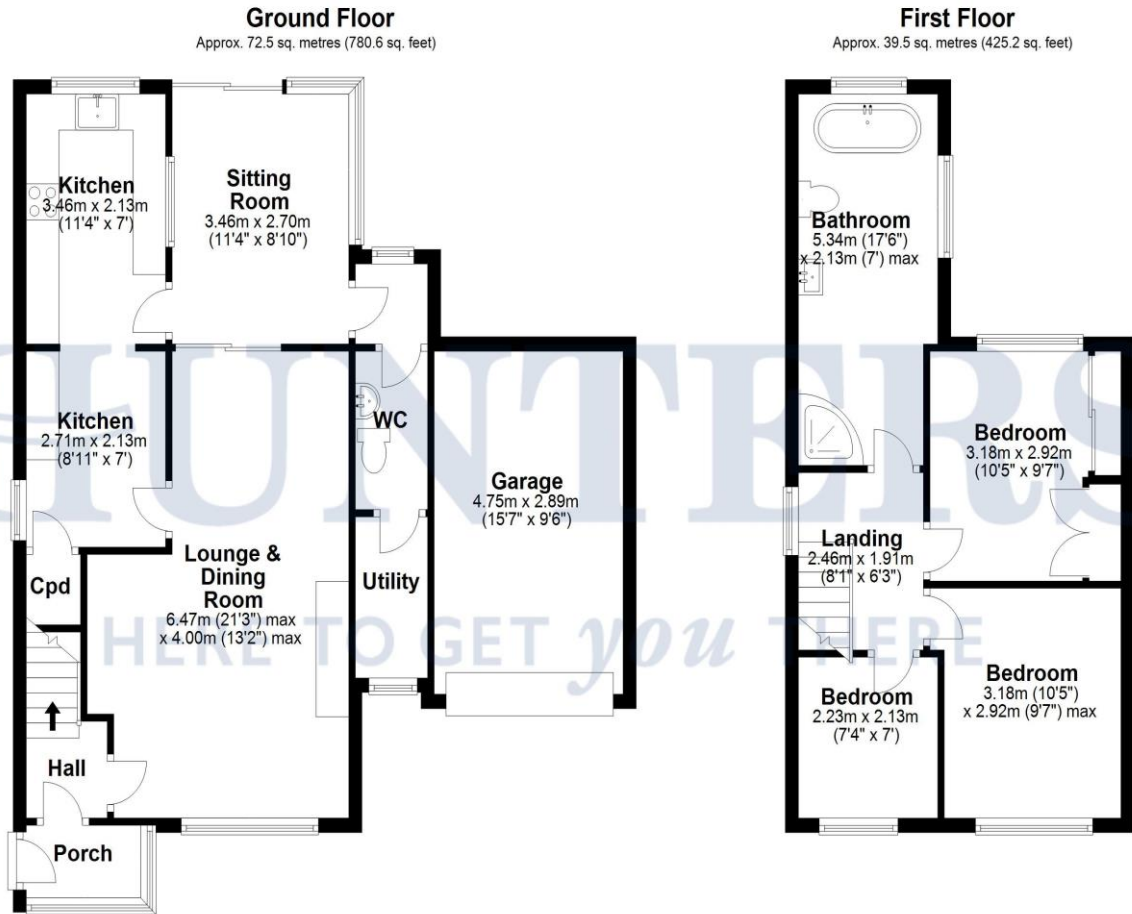 Ground Floor
Approx. 72.5 sq. metres (780.6 sq. feet)
Kitchen
3.46m x 2.13m
(11'4" x 7')
Sitting
Room
3.46m x 2.70m
(11'4" x 8'10")
Kitchen
2.71m x 2.13m
(8'11" x 7')
WC
Garage
4.75m x 2.89m
(15'7" x 9'6")
Cpd
Lounge &
Dining
Room
6.47m (21'3") max
x 4.00m (13'2") max
Utility
Hall
Porch
First Floor
Approx. 39.5 sq. metres (425.2 sq. feet)
Bathroom
5.34m (17'6")
x 2.13m (7') max
Bedroom
3.18m x 2.92m
(10'5" x 9'7")
Landing
2.46m x 1.91m
(8'1" x 6'3")
Bedroom
2.23m x 2.13m
(7'4" x 7')
Bedroom
3.18m (10'5")
x 2.92m (9'7") max
HUNTERS
HERE TO GET you THERE